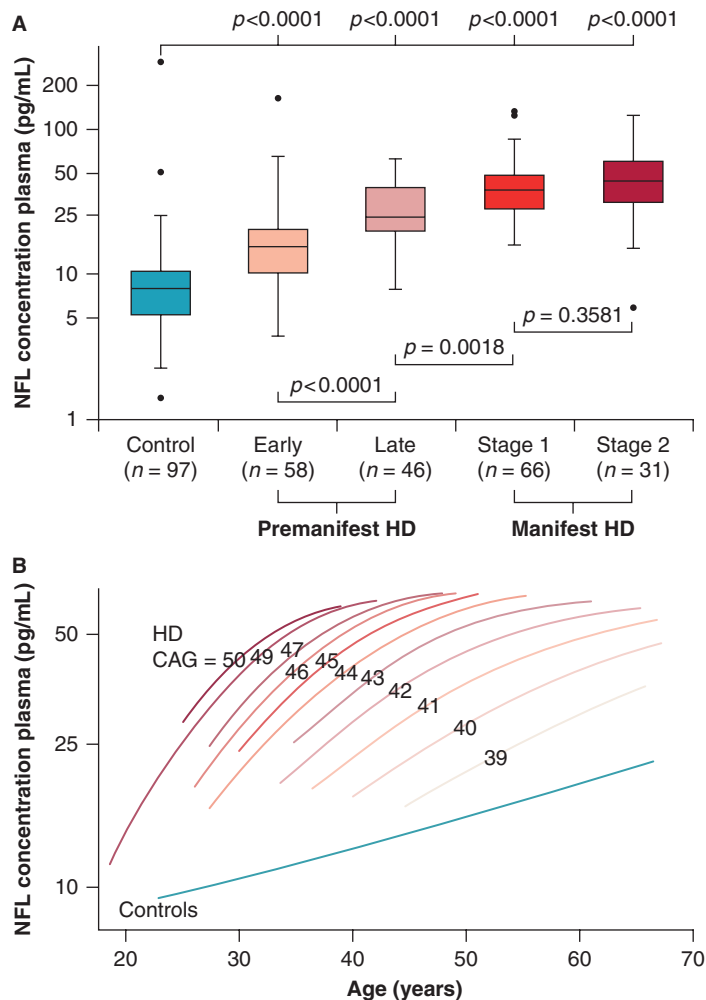 A
p<0.0001 p<0.0001 p<0.0001 p<0.0001
NFL concentration plasma (pg/mL)
200
100
50
25
10
5
1
p = 0.3581
p = 0.0018
p<0.0001
Control Early Late Stage 1 Stage 2
(n = 97) (n = 58) (n = 46) (n = 66) (n = 31)
Premanifest HD Manifest HD
B
NFL concentration plasma (pg/mL)
50
25
10
HD
CAG = 50 49 47 46 45 44 43 42 41 40 39
Controls
20 30 40 50 60 70
Age (years)